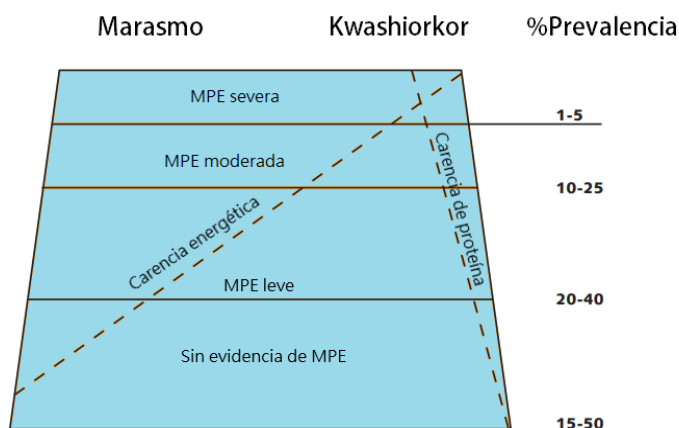 Marasmo Kwashiorkor %Prevalencia
MPE severa
1-5
MPE moderada
10-25
Carencia energética
Carencia de proteína
MPE leve
20-40
Sin evidencia de MPE
15-50